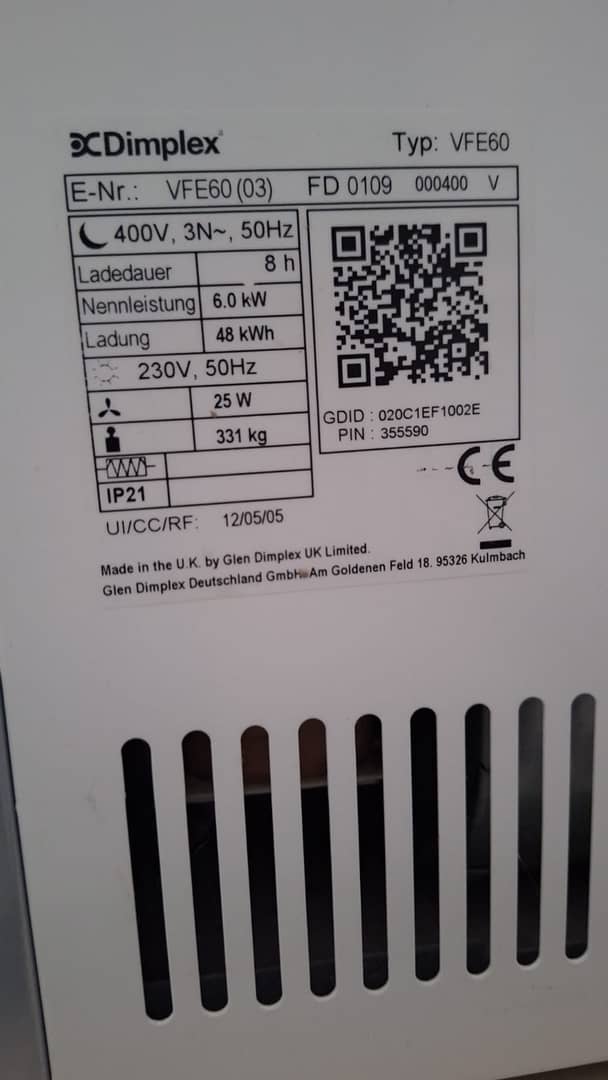 Dimplex
Typ: VFE60
E-Nr.: VFE60 (03) FD 0109 000400 V
400V, 3N~, 50Hz
Ladedauer 8 h
Nennleistung 6.0 kW
Ladung 48 kWh
230V, 50Hz
25 W
331 kg
IP21
GDID : 020C1EF1002E
PIN : 355590
CE
UI/CC/RF: 12/05/05
Made in the U.K. by Glen Dimplex UK Limited.
Glen Dimplex Deutschland GmbH Am Goldenen Feld 18. 95326 Kulmbach